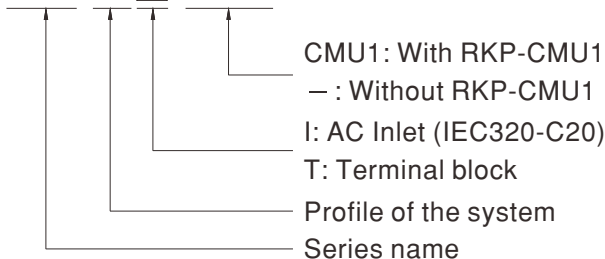 CMU1: With RKP-CMU1
– : Without RKP-CMU1
I: AC Inlet (IEC320-C20)
T: Terminal block
Profile of the system
Series name